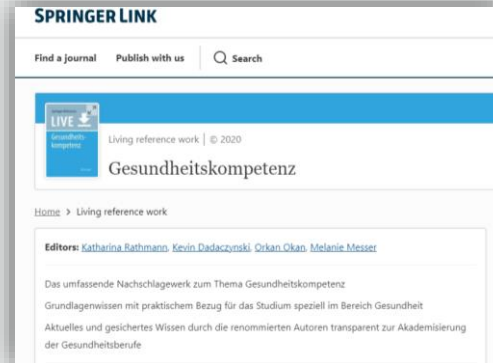 SPRINGER LINK
Find a journal Publish with us Search
LIVE
Gesundheits-
kompetenz
Living reference work | © 2020
Gesundheitskompetenz
Home > Living reference work
Editors: Katharina Rathmann, Kevin Dadaczynski, Orkan Okan, Melanie Messer
Das umfassende Nachschlagewerk zum Thema Gesundheitskompetenz
Grundlagenwissen mit praktischem Bezug für das Studium speziell im Bereich Gesundheit
Aktuelles und gesichertes Wissen durch die renommierten Autoren transparent zur Akademisierung
der Gesundheitsberufe